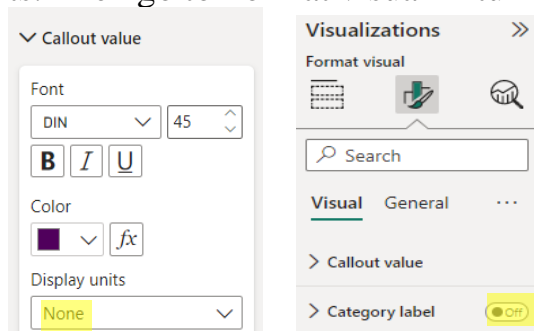 Callout value
Font
DIN
45
B I U
Color
fx
Display units
None
Visualizations
Format visual
Search
Visual General ...
Callout value
Category label Off